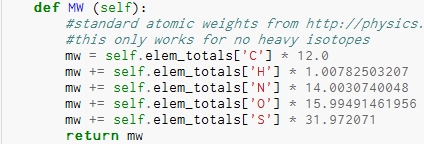 def MW (self):
#standard atomic weights from http://physics.
#this only works for no heavy isotopes
mw = self.elem_totals['C'] * 12.0
mw += self.elem_totals['H'] * 1.00782503207
mw += self.elem_totals['N'] * 14.0030740048
mw += self.elem_totals['O'] * 15.99491461956
mw += self.elem_totals['S'] * 31.972071
return mw